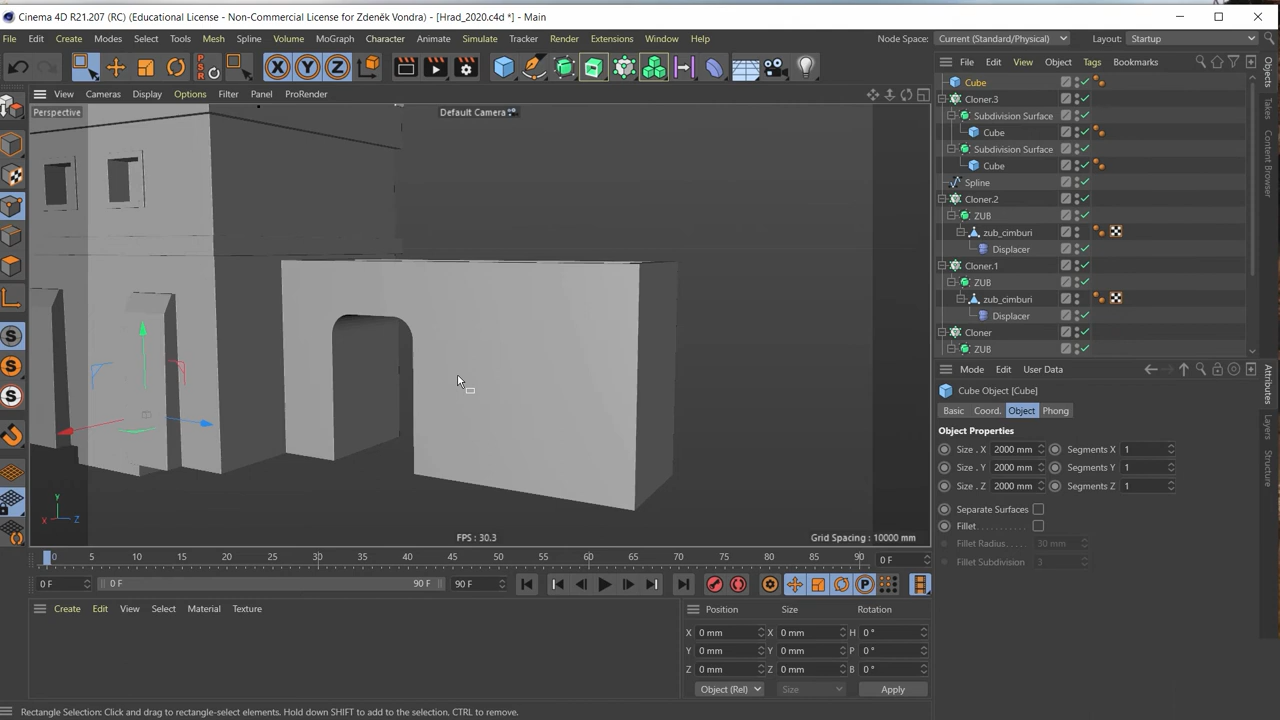 Cinema 4D R21.207 (RC) (Educational License - Non-Commercial License for Zdeněk Vondra) - [Hrad_2020.c4d *] - Main
File Edit Create Modes Select Tools Mesh Spline Volume MoGraph Character Animate Simulate Tracker Render Extensions Window Help Node Space: Current (Standard/Physical) Layout: Startup
PSR
X Y Z
File Edit View Object Tags Bookmarks
View Cameras Display Options Filter Panel ProRender
Perspective
Default Camera
Cube
Cloner.3
Subdivision Surface
Cube
Subdivision Surface
Cube
Spline
Cloner.2
ZUB
zub_cimburi
Displacer
Cloner.1
ZUB
zub_cimburi
Displacer
Cloner
ZUB
Objects
Takes
Content Browser
S
S
S
Y
X Z
FPS : 30.3
Grid Spacing : 10000 mm
Mode Edit User Data
Cube Object [Cube]
Basic Coord. Object Phong
Object Properties
Size . X 2000 mm Segments X 1
Size . Y 2000 mm Segments Y 1
Size . Z 2000 mm Segments Z 1
Separate Surfaces
Fillet
Fillet Radius 30 mm
Fillet Subdivision 3
Attributes
Layers
Structure
0 5 10 15 20 25 30 35 40 45 50 55 60 65 70 75 80 85 90 0 F
0 F 0 F 90 F 90 F
P
Create Edit View Select Material Texture
Position Size Rotation
X 0 mm X 0 mm H 0 °
Y 0 mm Y 0 mm P 0 °
Z 0 mm Z 0 mm B 0 °
Object (Rel) Size Apply
Rectangle Selection: Click and drag to rectangle-select elements. Hold down SHIFT to add to the selection, CTRL to remove.